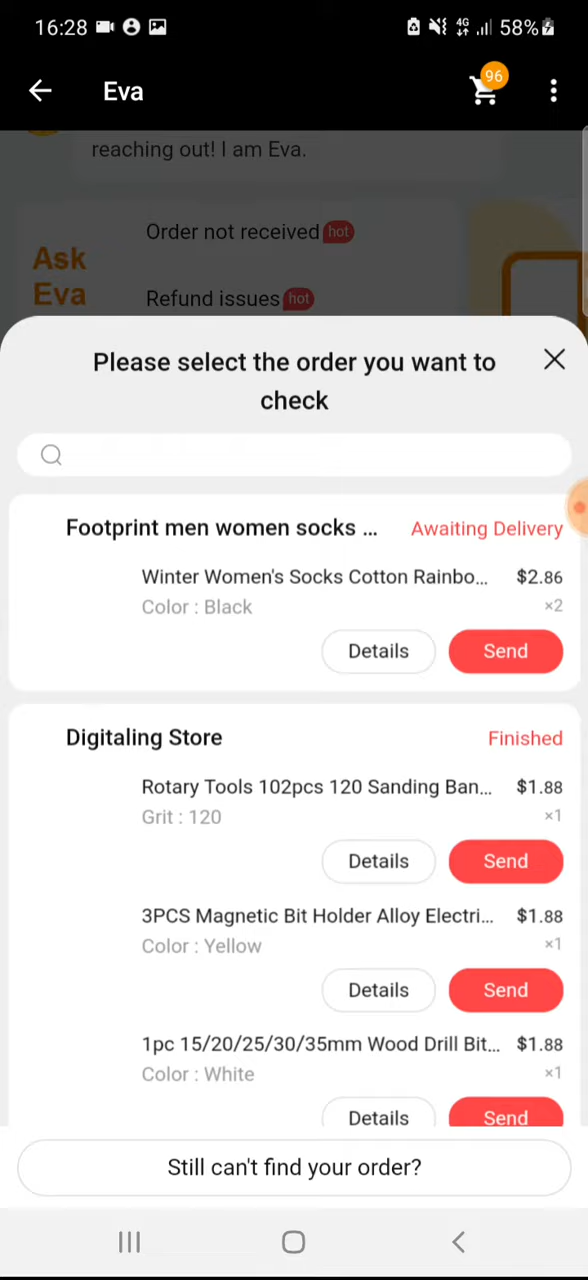 16:28 4G 58%
Eva 96
reaching out! I am Eva.
Order not received hot
Ask
Eva
Refund issues hot
Please select the order you want to
check
Footprint men women socks ... Awaiting Delivery
Winter Women's Socks Cotton Rainbo... $2.86
Color : Black ×2
Details Send
Digitaling Store Finished
Rotary Tools 102pcs 120 Sanding Ban... $1.88
Grit : 120 ×1
Details Send
3PCS Magnetic Bit Holder Alloy Electri... $1.88
Color : Yellow ×1
Details Send
1pc 15/20/25/30/35mm Wood Drill Bit... $1.88
Color : White ×1
Details Send
Still can't find your order?